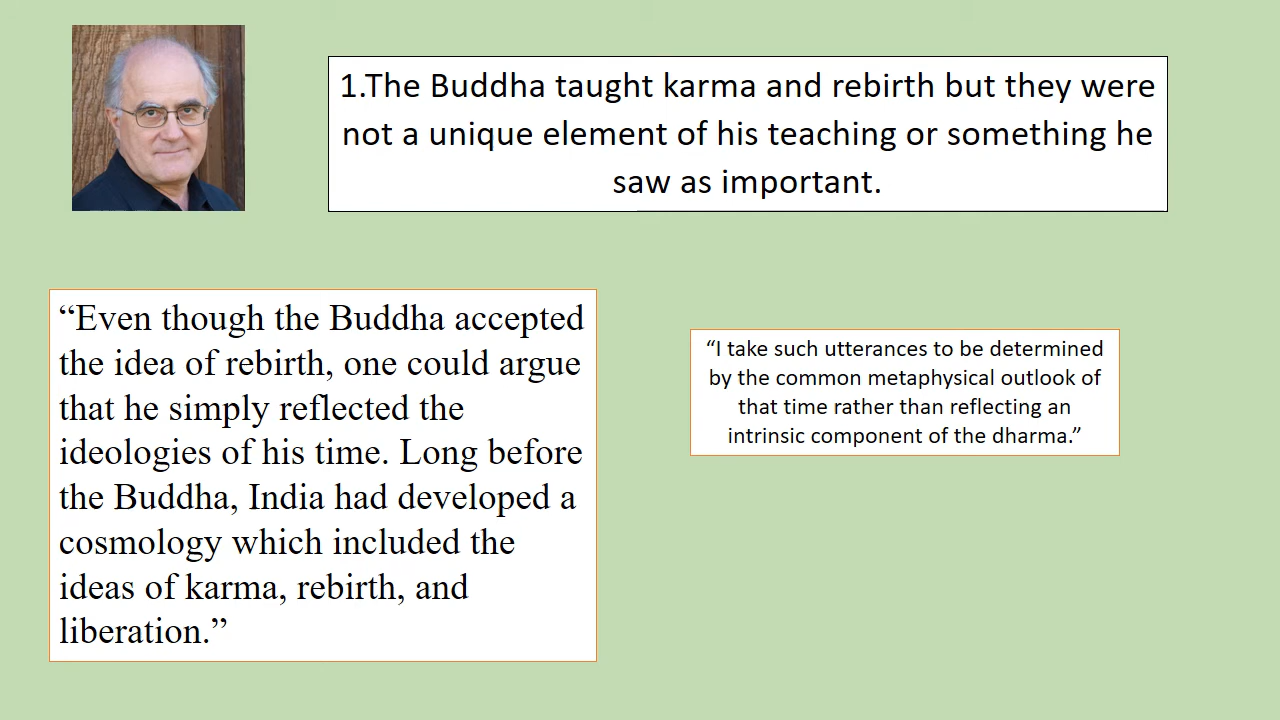 1.The Buddha taught karma and rebirth but they were
not a unique element of his teaching or something he
saw as important.
“Even though the Buddha accepted
the idea of rebirth, one could argue
that he simply reflected the
ideologies of his time. Long before
the Buddha, India had developed a
cosmology which included the
ideas of karma, rebirth, and
liberation.”
“I take such utterances to be determined
by the common metaphysical outlook of
that time rather than reflecting an
intrinsic component of the dharma.”